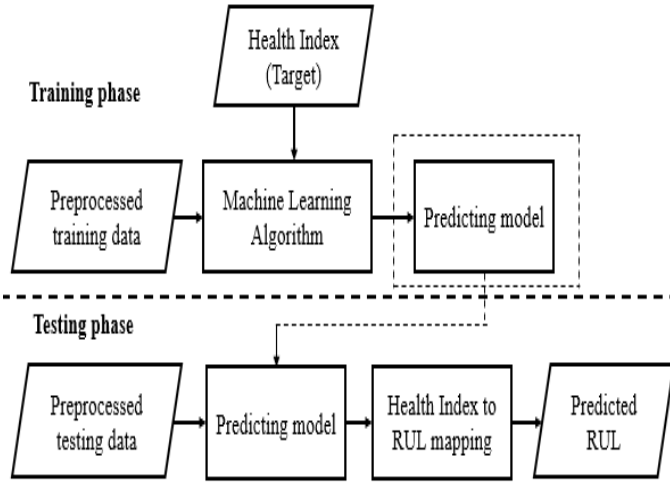 Health Index
(Target)
Training phase
Preprocessed
training data
Machine Learning
Algorithm
Predicting model
Testing phase
Preprocessed
testing data
Predicting model
Health Index to
RUL mapping
Predicted
RUL